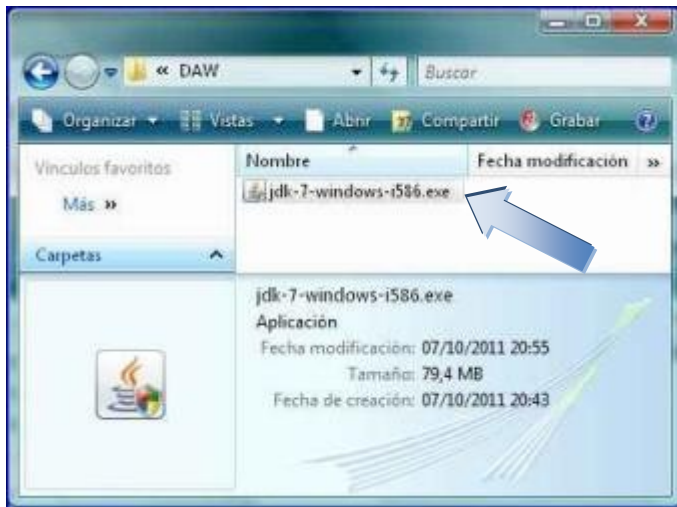 « DAW
Buscar
Organizar
Vistas
Abrir
Compartir
Grabar
Vínculos favoritos
Más »
Carpetas
Nombre
Fecha modificación »
jdk-7-windows-i586.exe
jdk-7-windows-i586.exe
Aplicación
Fecha modificación: 07/10/2011 20:55
Tamaño: 79,4 MB
Fecha de creación: 07/10/2011 20:43